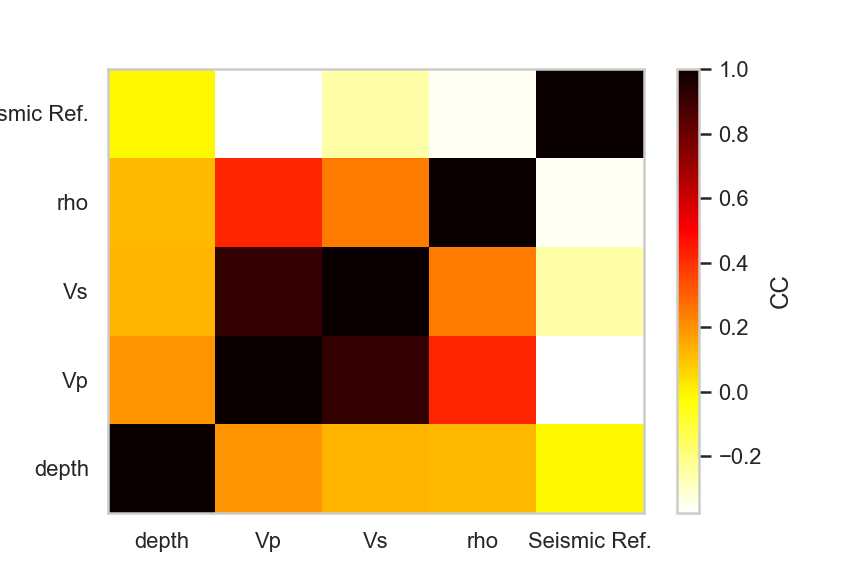 smic Ref.
rho
Vs
Vp
depth
depth Vp Vs rho Seismic Ref.
1.0
0.8
0.6
0.4
0.2
0.0
−0.2
CC